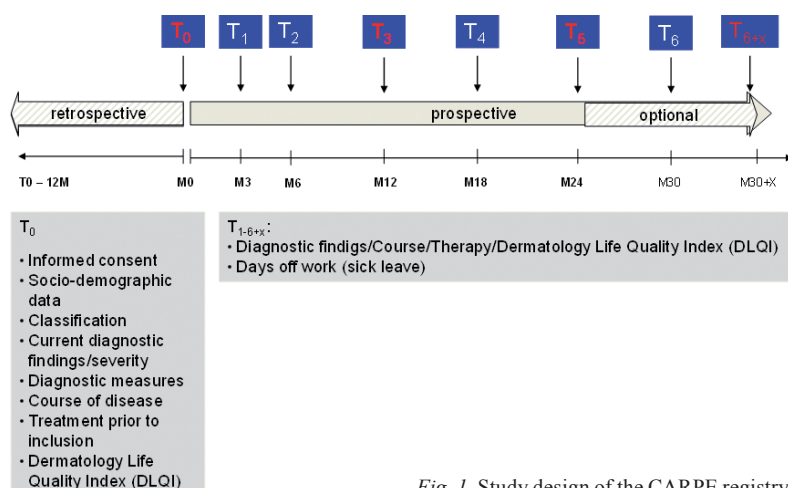 T0 T1 T2 T3 T4 T5 T6 T6+x
retrospective prospective optional
T0 – 12M M0 M3 M6 M12 M18 M24 M30 M30+X
T0
• Informed consent
• Socio-demographic
data
• Classification
• Current diagnostic
findings/severity
• Diagnostic measures
• Course of disease
• Treatment prior to
inclusion
• Dermatology Life
Quality Index (DLQI)
T1-6+x:
• Diagnostic findigs/Course/Therapy/Dermatology Life Quality Index (DLQI)
• Days off work (sick leave)
Fig. 1. Study design of the CARPE registry